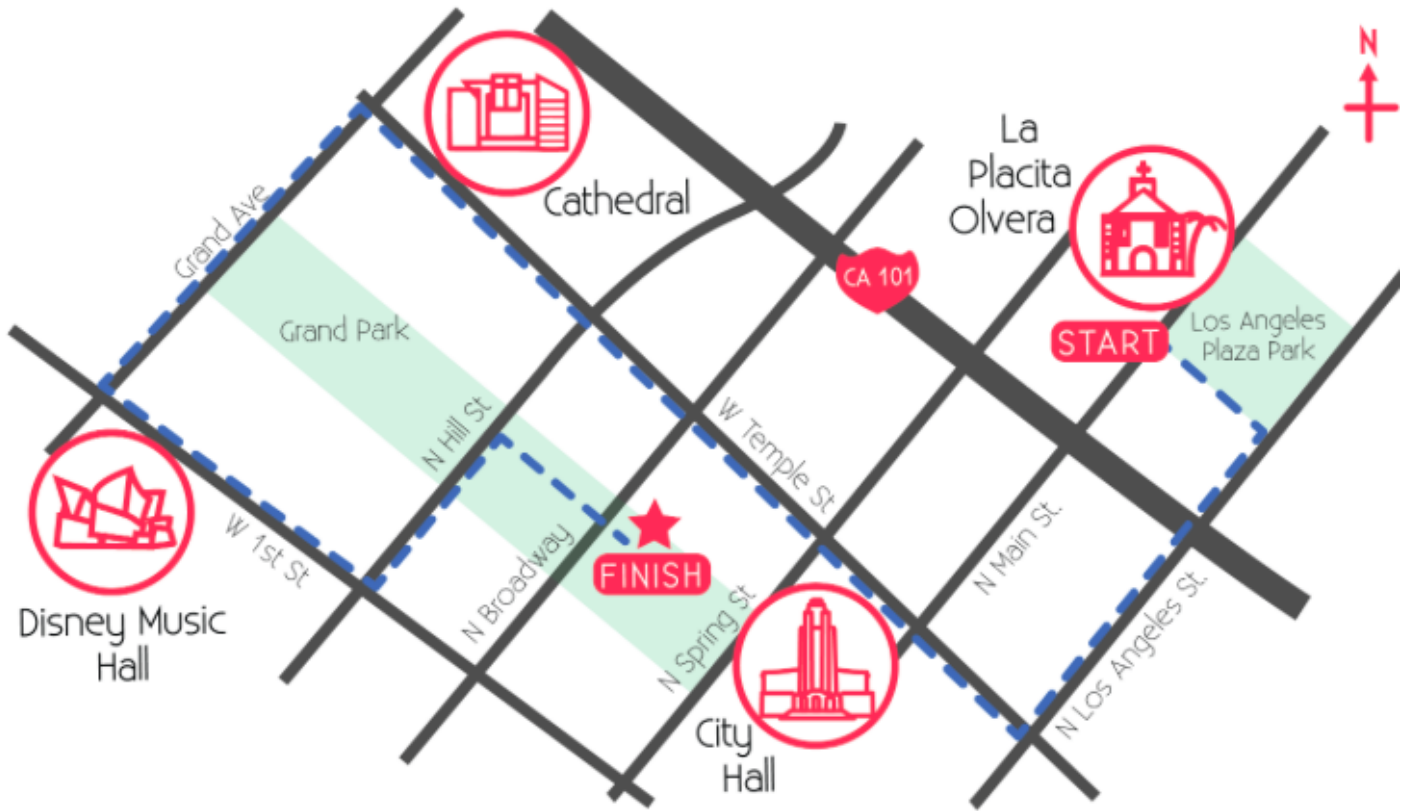 N
La
Placita
Olvera
Cathedral
Grand Ave
CA 101
Los Angeles
Plaza Park
START
Grand Park
N Hill St
W Temple St
W 1st St
N Broadway
FINISH
N Main St.
N Spring St
N Los Angeles St.
Disney Music
Hall
City
Hall